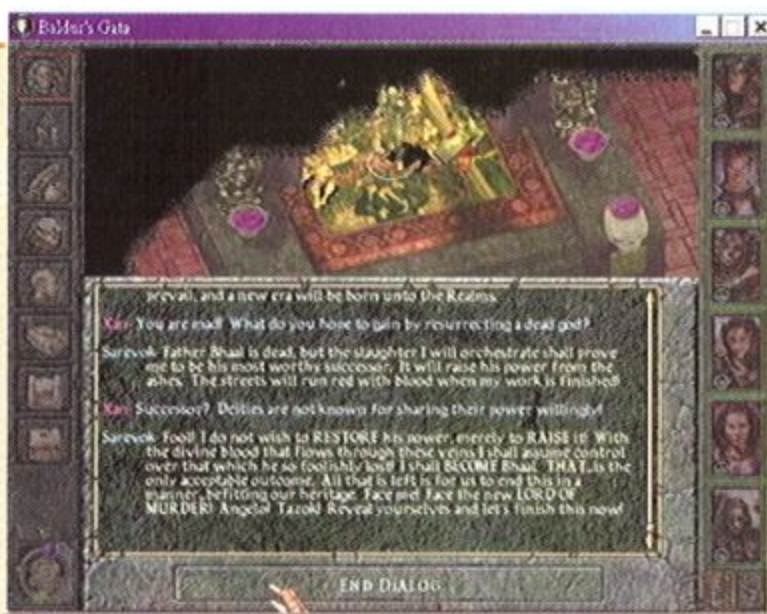 Baldur's Gate
prevail, and a new era will be born unto the Realms.
Xan- You are mad! What do you hope to gain by resurrecting a dead god?
Sarevok- Father Bhaal is dead, but the slaughter I will orchestrate shall prove
me to be his most worthy successor. It will raise his power from the
ashes. The streets will run red with blood when my work is finished!
Xan- Successor? Deities are not known for sharing their power willingly!
Sarevok- Fool! I do not wish to RESTORE his power, merely to RAISE it! With
the divine blood that flows through these veins I shall assume control
over that which he so foolishly lost! I shall BECOME Bhaal. THAT is the
only acceptable outcome. All that is left is for us to end this in a
manner befitting our heritage. Face me! Face the new LORD OF
MURDER! Angelo! Tazok! Reveal yourselves and let's finish this now!
END DIALOG